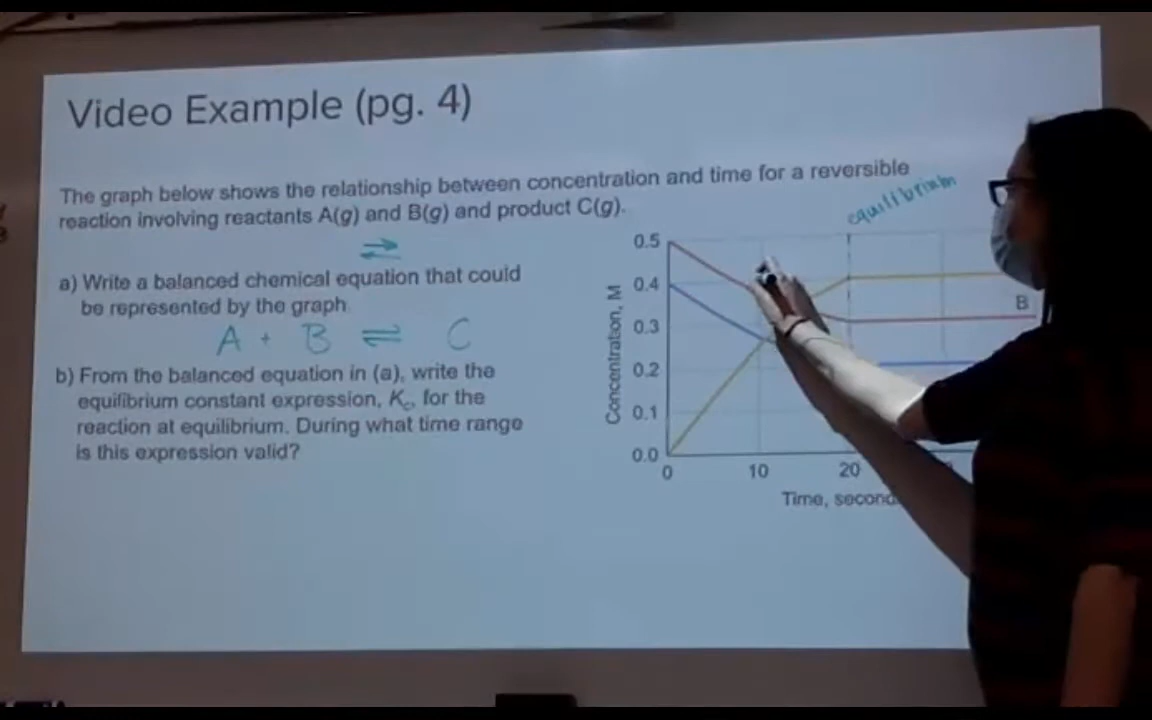 Video Example (pg. 4)
The graph below shows the relationship between concentration and time for a reversible
reaction involving reactants A(g) and B(g) and product C(g).
⇌
equilibrium
a) Write a balanced chemical equation that could
be represented by the graph
A + B ⇌ C
b) From the balanced equation in (a), write the
equilibrium constant expression, Kc, for the
reaction at equilibrium. During what time range
is this expression valid?
Concentration, M
0.5
0.4
0.3
0.2
0.1
0.0
B
0
10
20
Time,